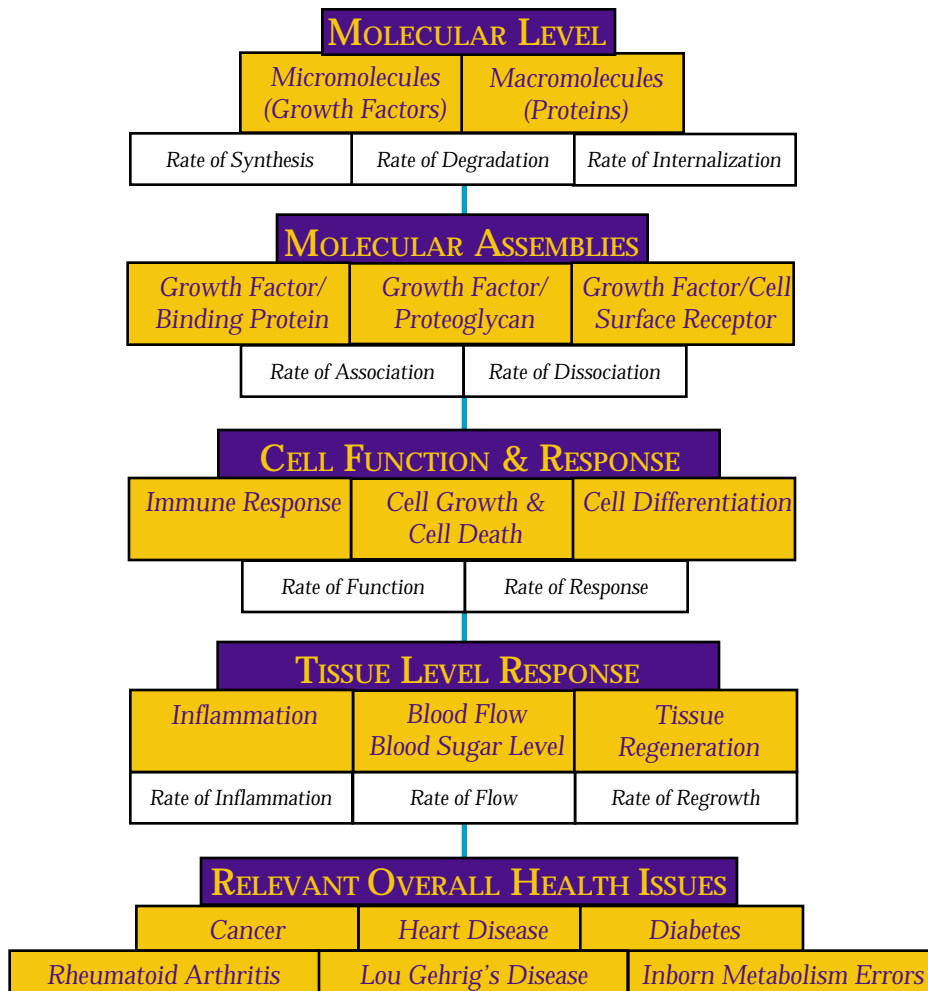 MOLECULAR LEVEL
Micromolecules
(Growth Factors)
Macromolecules
(Proteins)
Rate of Synthesis
Rate of Degradation
Rate of Internalization
MOLECULAR ASSEMBLIES
Growth Factor/
Binding Protein
Growth Factor/
Proteoglycan
Growth Factor/Cell
Surface Receptor
Rate of Association
Rate of Dissociation
CELL FUNCTION & RESPONSE
Immune Response
Cell Growth &
Cell Death
Cell Differentiation
Rate of Function
Rate of Response
TISSUE LEVEL RESPONSE
Inflammation
Blood Flow
Blood Sugar Level
Tissue
Regeneration
Rate of Inflammation
Rate of Flow
Rate of Regrowth
RELEVANT OVERALL HEALTH ISSUES
Cancer
Heart Disease
Diabetes
Rheumatoid Arthritis
Lou Gehrig's Disease
Inborn Metabolism Errors